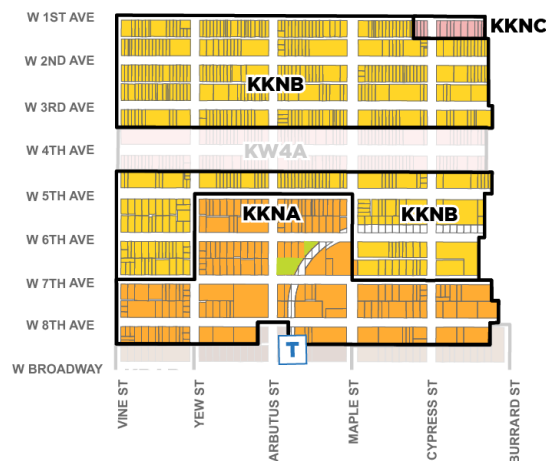 W 1ST AVE
KKNC
W 2ND AVE
KKNB
W 3RD AVE
W 4TH AVE
KW4A
W 5TH AVE
KKNA
KKNB
W 6TH AVE
W 7TH AVE
W 8TH AVE
T
W BROADWAY
VINE ST
YEW ST
ARBUTUS ST
MAPLE ST
CYPRESS ST
BURRARD ST